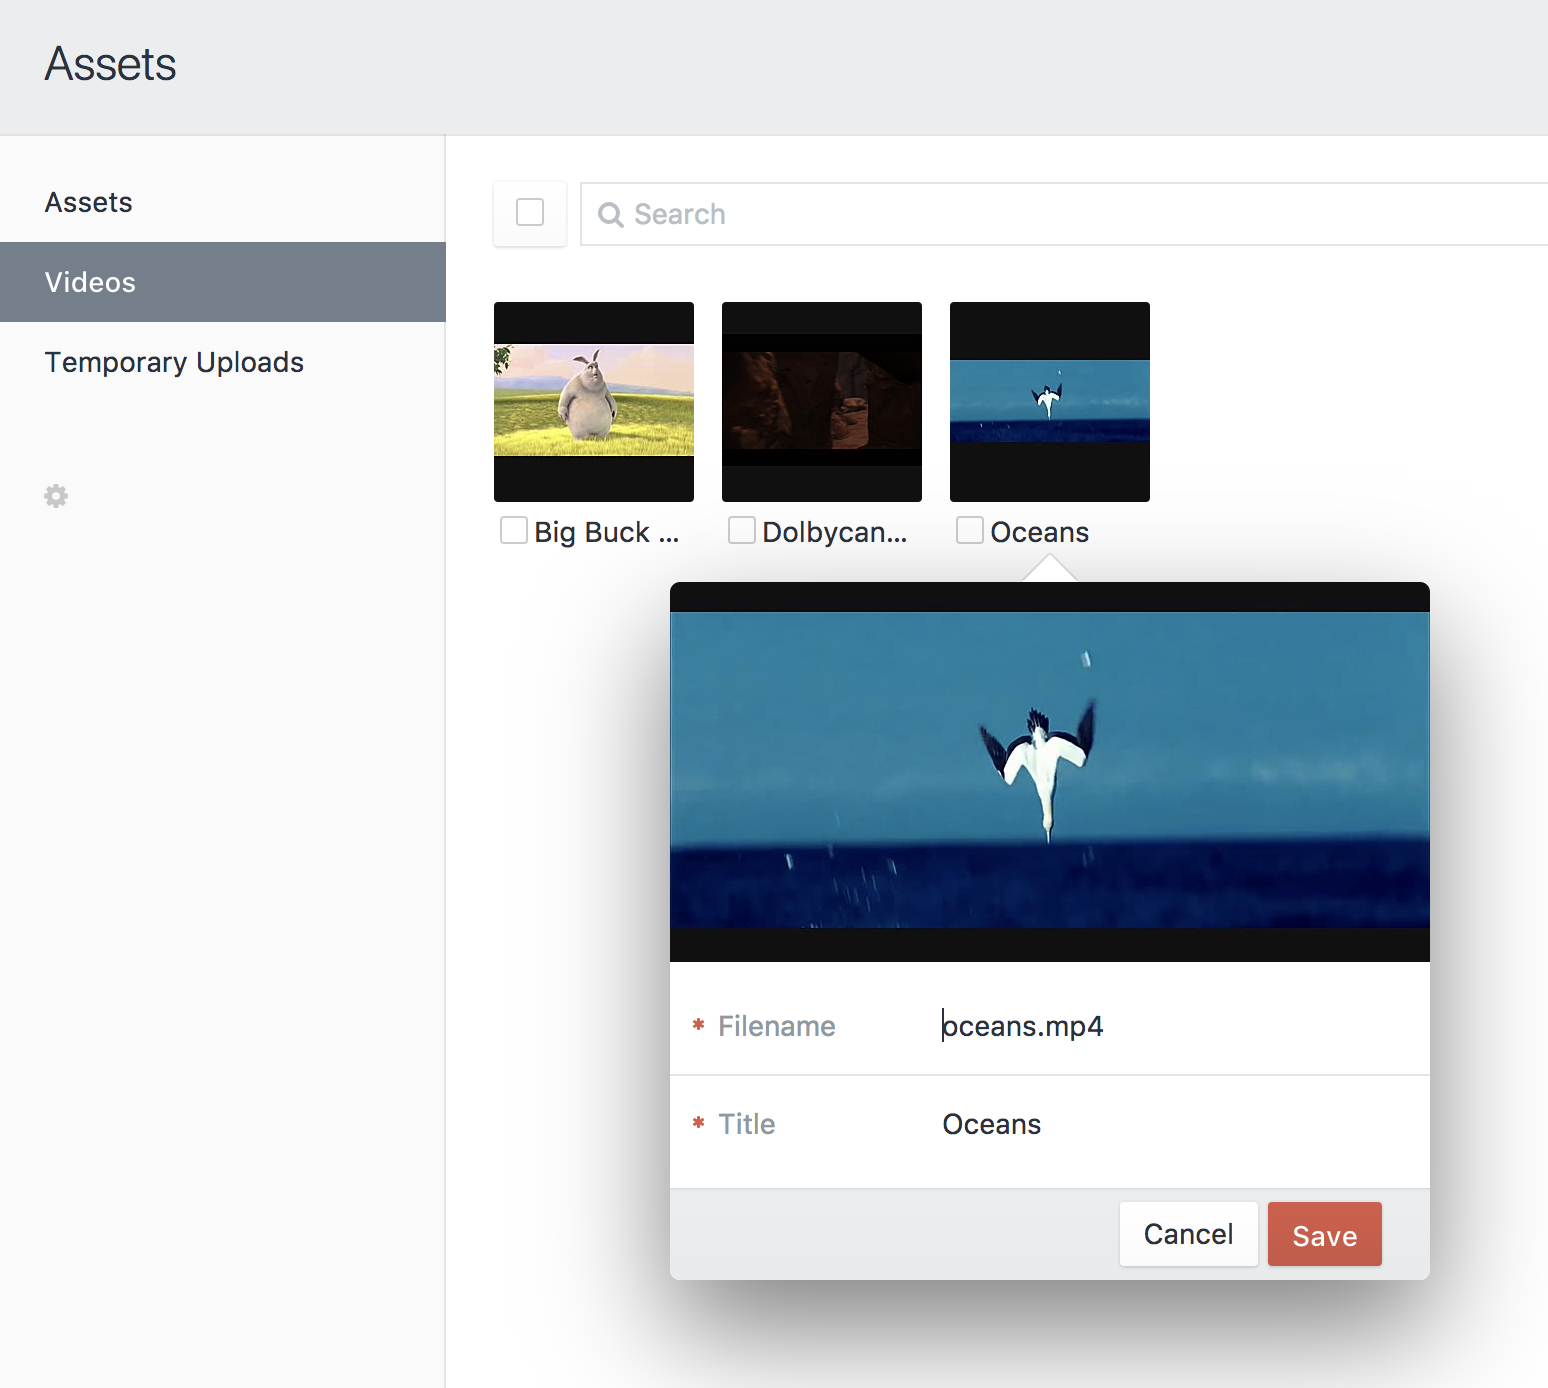 Assets
Assets
Videos
Temporary Uploads
Search
Big Buck ...
Dolbycan...
Oceans
* Filename oceans.mp4
* Title Oceans
Cancel Save